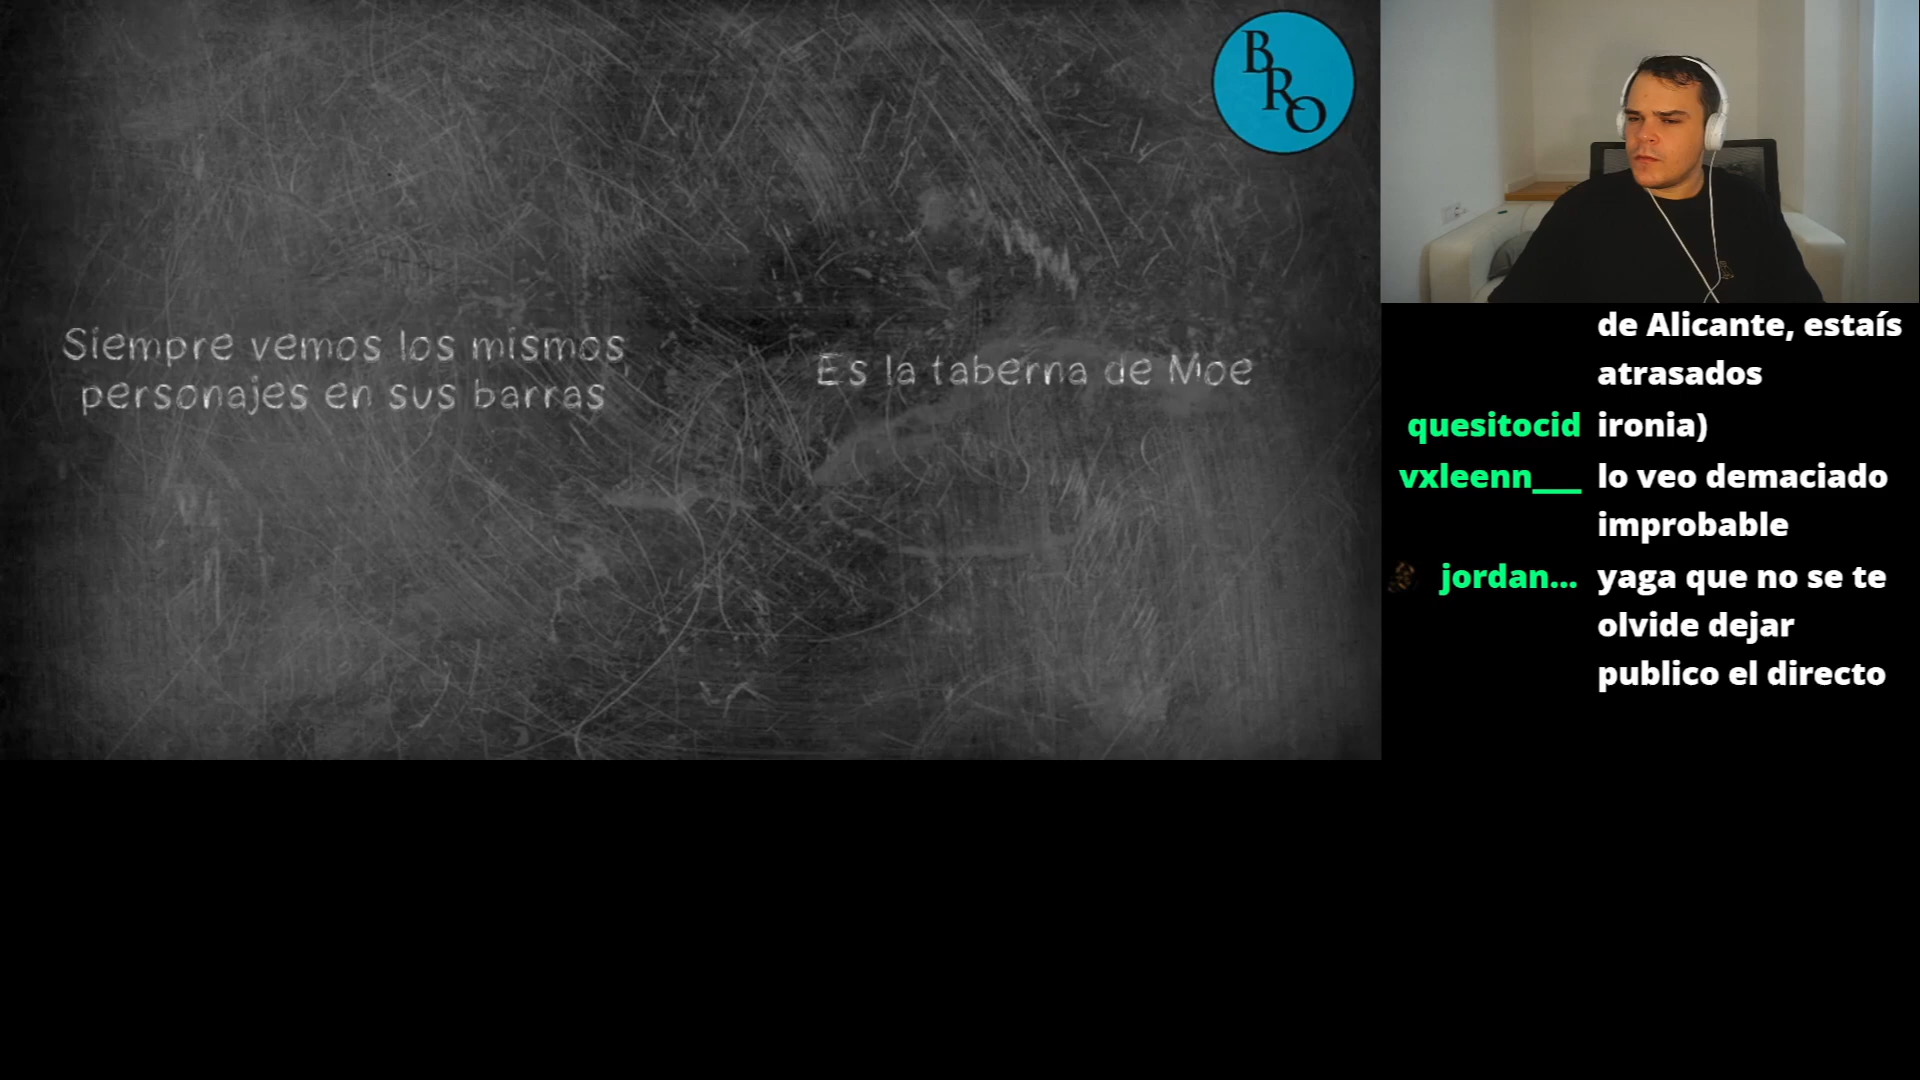 BRO
Siempre vemos los mismos
personajes en sus barras
Es la taberna de Moe
de Alicante, estaís
atrasados
quesitocid ironia)
vxleenn___ lo veo demaciado
improbable
jordan... yaga que no se te
olvide dejar
publico el directo